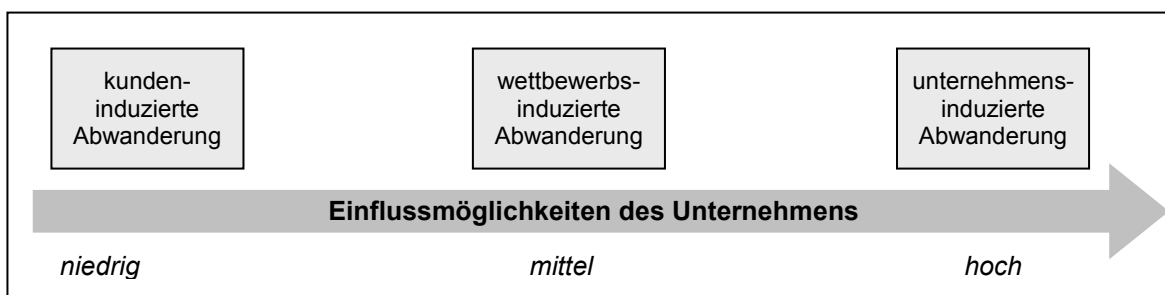 kunden-
induzierte
Abwanderung
wettbewerbs-
induzierte
Abwanderung
unternehmens-
induzierte
Abwanderung
Einflussmöglichkeiten des Unternehmens
niedrig
mittel
hoch